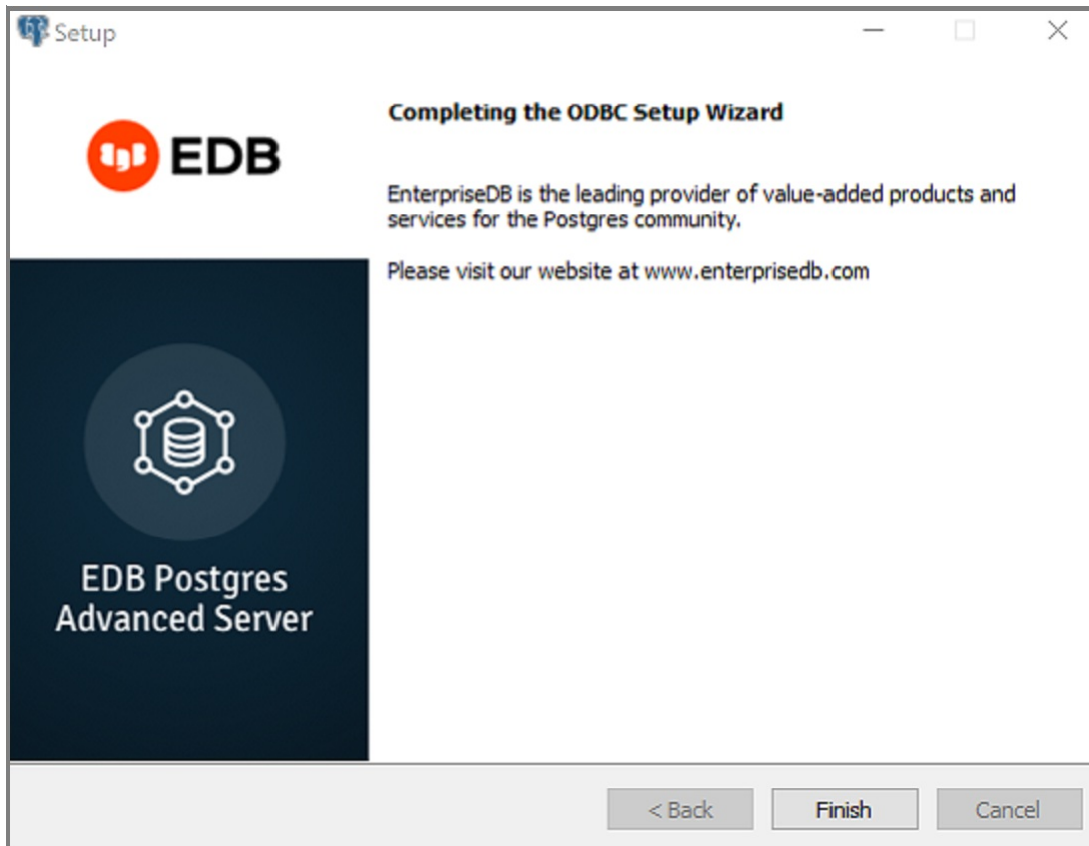 Setup
EDB
Completing the ODBC Setup Wizard
EnterpriseDB is the leading provider of value-added products and
services for the Postgres community.
Please visit our website at www.enterprisedb.com
EDB Postgres
Advanced Server
< Back
Finish
Cancel